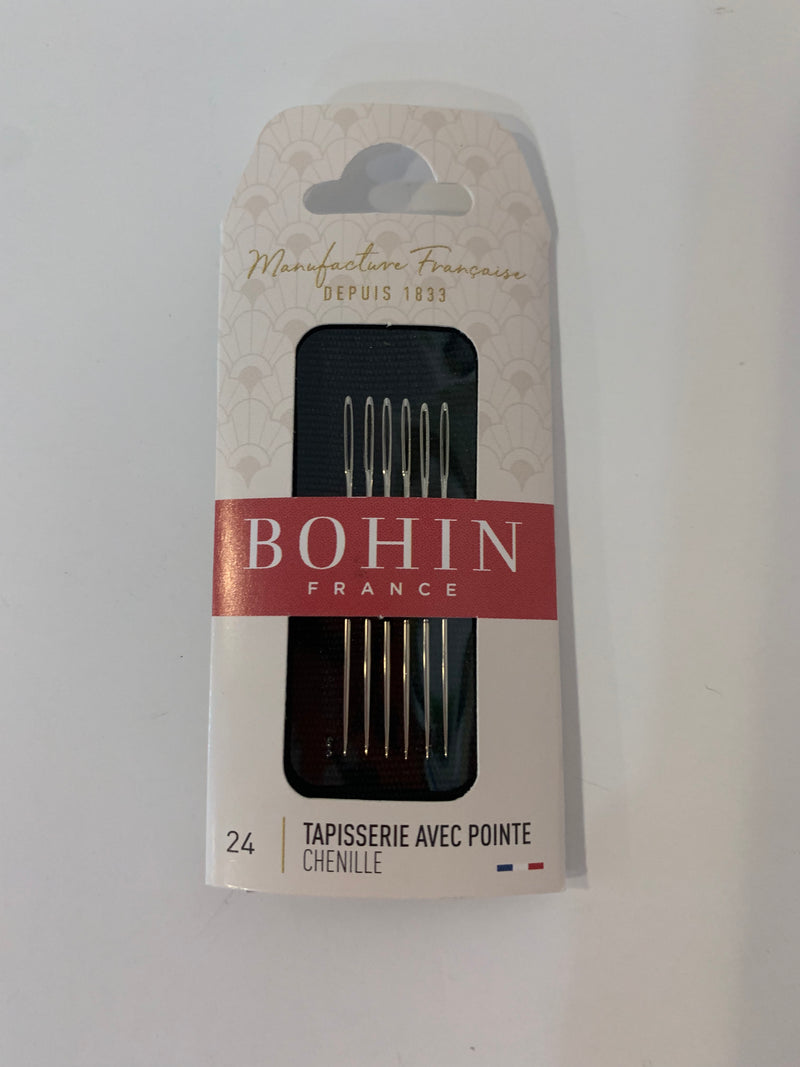 Manufacture Française
DEPUIS 1833
BOHIN
FRANCE
24
TAPISSERIE AVEC POINTE
CHENILLE